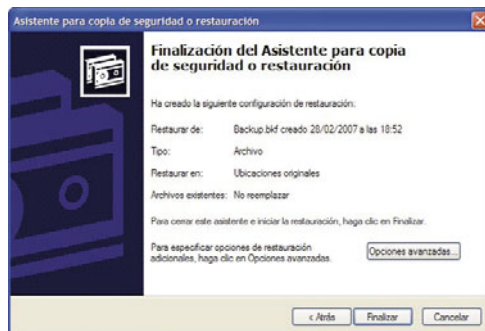 Asistente para copia de seguridad o restauración
Finalización del Asistente para copia
de seguridad o restauración
Ha creado la siguiente configuración de restauración:
Restaurar de: Backup.bkf creado 28/02/2007 a las 18:52
Tipo: Archivo
Restaurar en: Ubicaciones originales
Archivos existentes: No reemplazar
Para cerrar este asistente e iniciar la restauración, haga clic en Finalizar.
Para especificar opciones de restauración
adicionales, haga clic en Opciones avanzadas.
Opciones avanzadas...
< Atrás Finalizar Cancelar